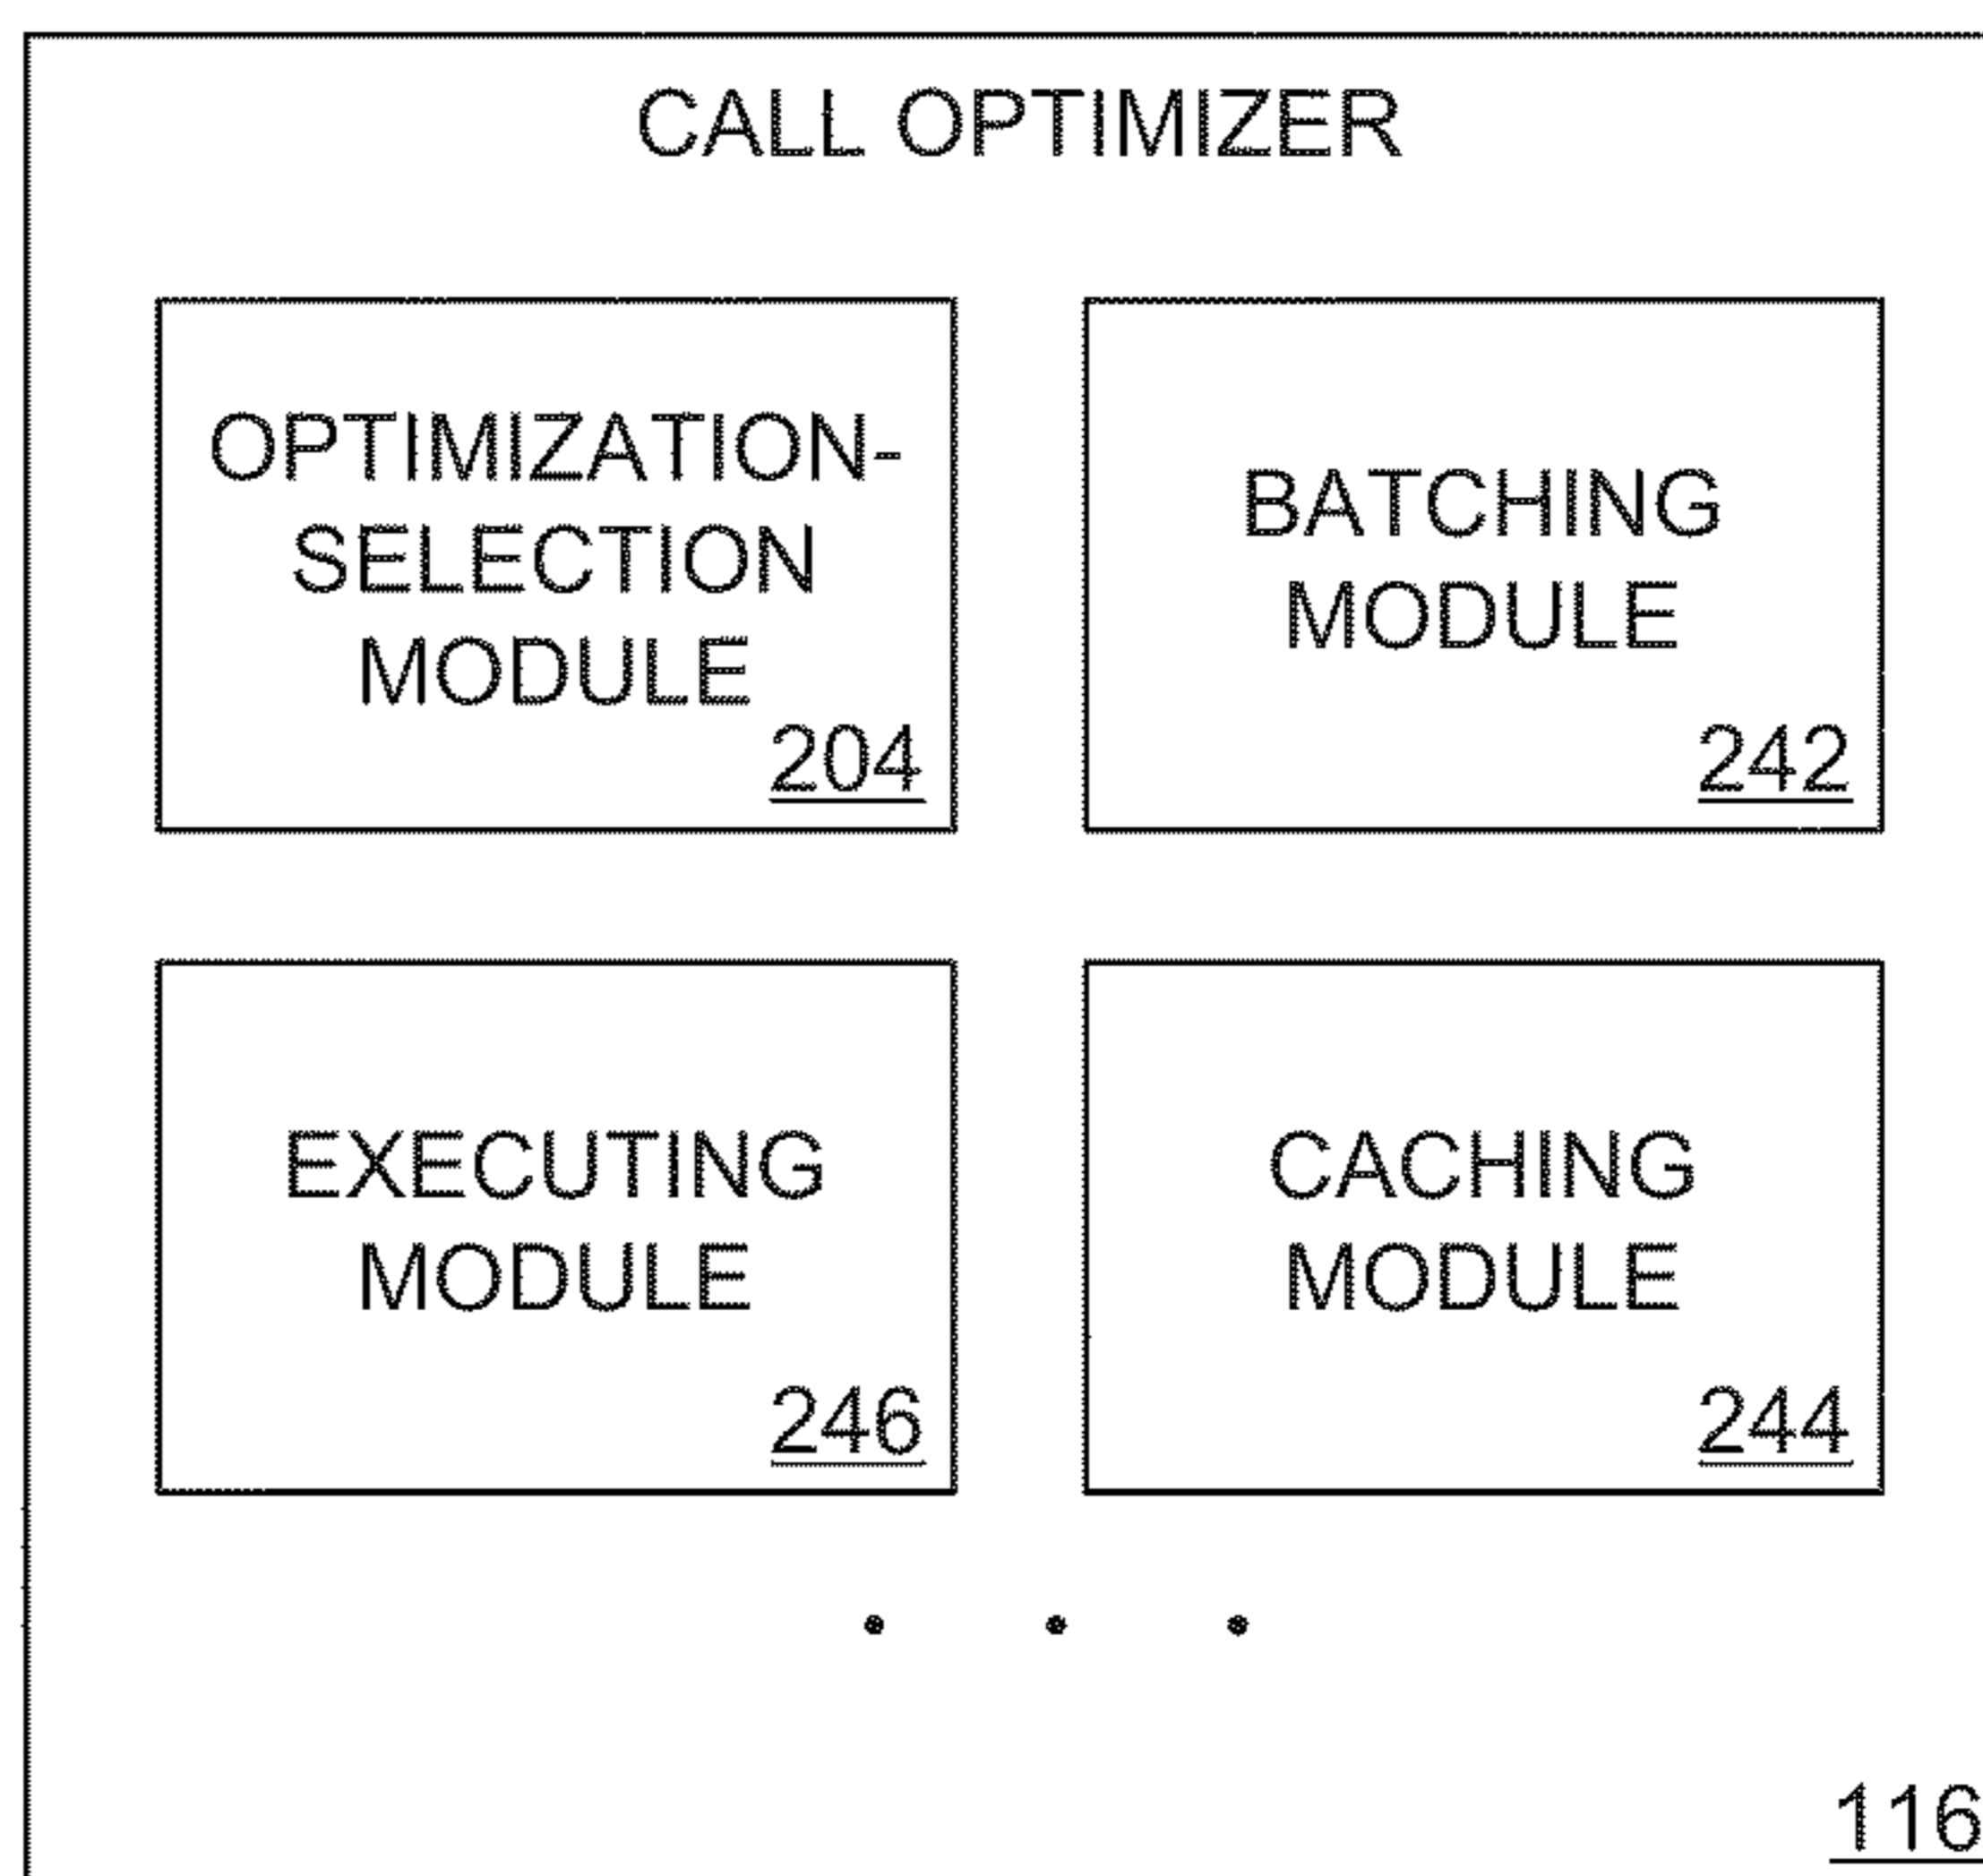 CALL OPTIMIZER
OPTIMIZATION-
SELECTION
MODULE
204
BATCHING
MODULE
242
EXECUTING
MODULE
246
CACHING
MODULE
244
116